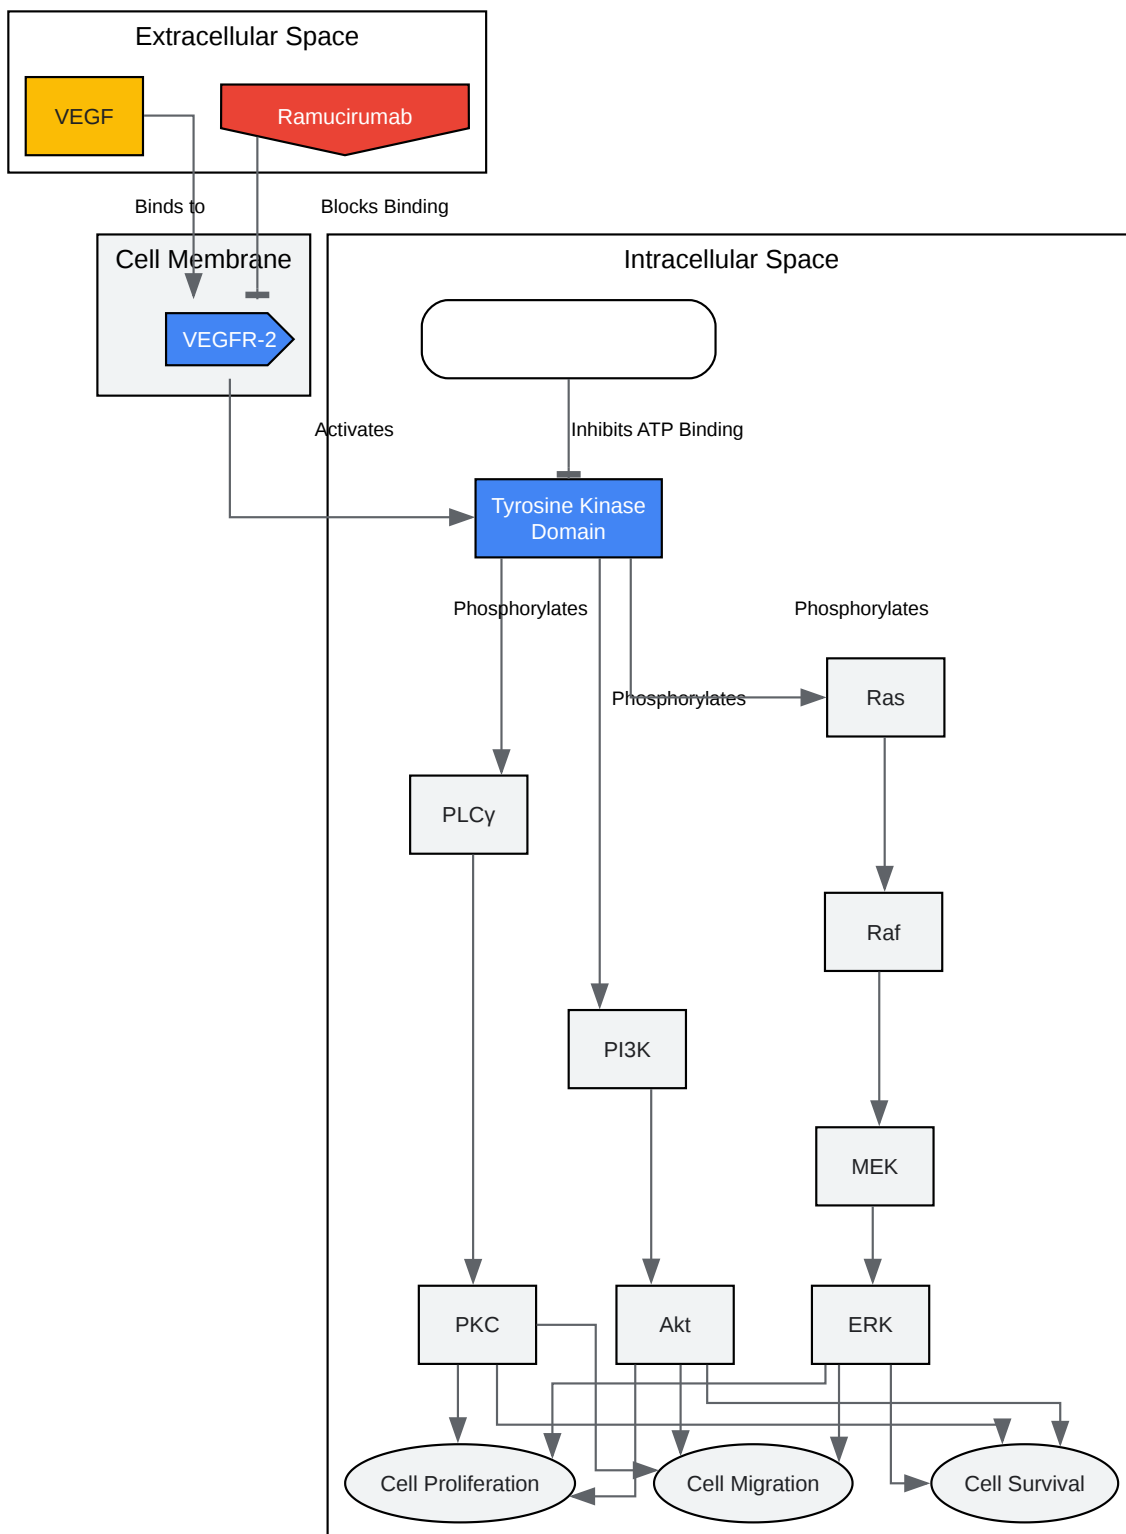 Extracellular Space
VEGF
Ramucirumab
Binds to
Blocks Binding
Cell Membrane
Intracellular Space
VEGFR-2
Activates
Inhibits ATP Binding
Tyrosine Kinase
Domain
Phosphorylates
Phosphorylates
Phosphorylates
Ras
PLCγ
Raf
PI3K
MEK
PKC
Akt
ERK
Cell Proliferation
Cell Migration
Cell Survival